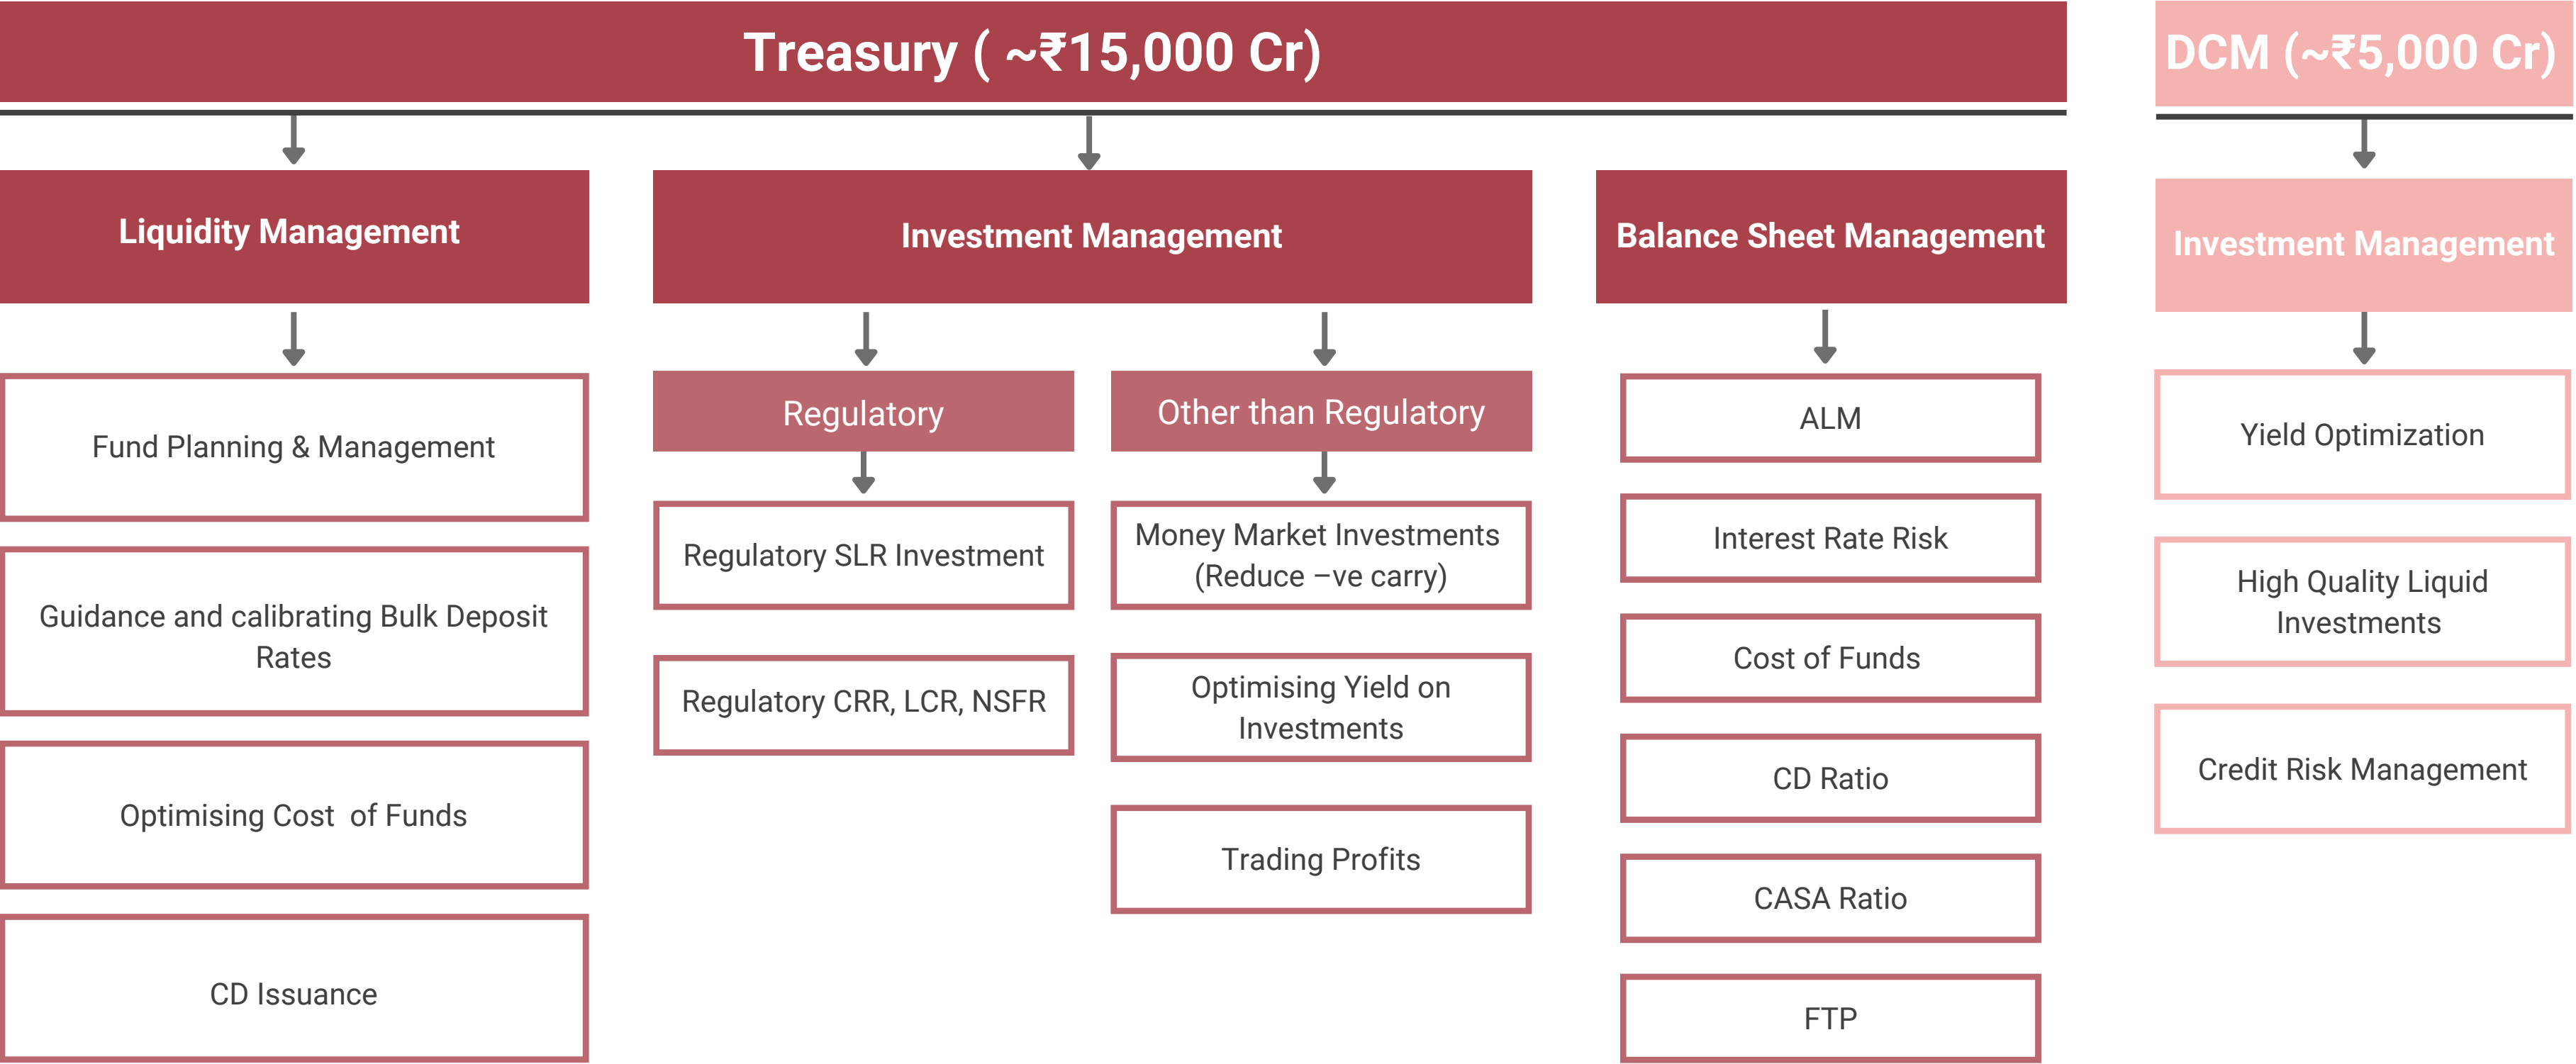 Treasury ( ~₹15,000 Cr)
DCM (~₹5,000 Cr)
Liquidity Management
Investment Management
Balance Sheet Management
Investment Management
Fund Planning & Management
Guidance and calibrating Bulk Deposit
Rates
Optimising Cost  of Funds
CD Issuance
Regulatory
Regulatory SLR Investment
Regulatory CRR, LCR, NSFR
Other than Regulatory
Money Market Investments
(Reduce –ve carry)
Optimising Yield on
Investments
Trading Profits
ALM
Interest Rate Risk
Cost of Funds
CD Ratio
CASA Ratio
FTP
Yield Optimization
High Quality Liquid
Investments
Credit Risk Management